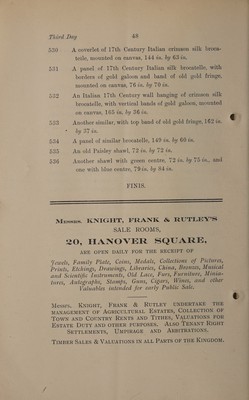 Third Day 48
530 A coverlet of 17th Century Italian crimson silk broca-
telle, mounted on canvas, 144 in. by 63 in.
531 A panel of 17th Century Italian silk brocatelle, with
borders of gold galoon and band of old gold fringe,
mounted on canvas, 76 in. by 70 in.
532 An Italian 17th Century wall hanging of crimson silk
brocatelle, with vertical bands of gold galoon, mounted
on canvas, 105 in. by 36 in.
533 Another similar, with top band of old gold fringe, 162 in.
by 37 in.
534 A panel of similar brocatelle, 149 in. by 60 in.
535 An old Paisley shawl, 72 in. by 72 in.
536 Another shawl with green centre, 72 in. by 75 in., and
one with blue centre, 79 in. by 84 in.
FINIS.
Messrs. KNIGHT, FRANK & RUTLEY'S
SALE ROOMS,
20, HANOVER SQUARE,
ARE OPEN DAILY FOR THE RECEIPT OF
Jewels, Family Plate, Coins, Medals, Collections of Pictures,
Prints, Etchings, Drawings, Libraries, China, Bronzes, Musical
and Scientific Instruments, Old Lace, Furs, Furniture, Minia-
tures, Autographs, Stamps, Guns, Cigars, Wines, and other
Valuables intended for early Public Sale.
Messrs. Knight, Frank & Rutley undertake the
management of Agricultural Estates, Collection of
Town and Country Rents and Tithes, Valuations for
Estate Duty and other purposes. Also Tenant Right
Settlements, Umpirage and Arbitrations.
Timber Sales & Valuations in all Parts of the Kingdom.